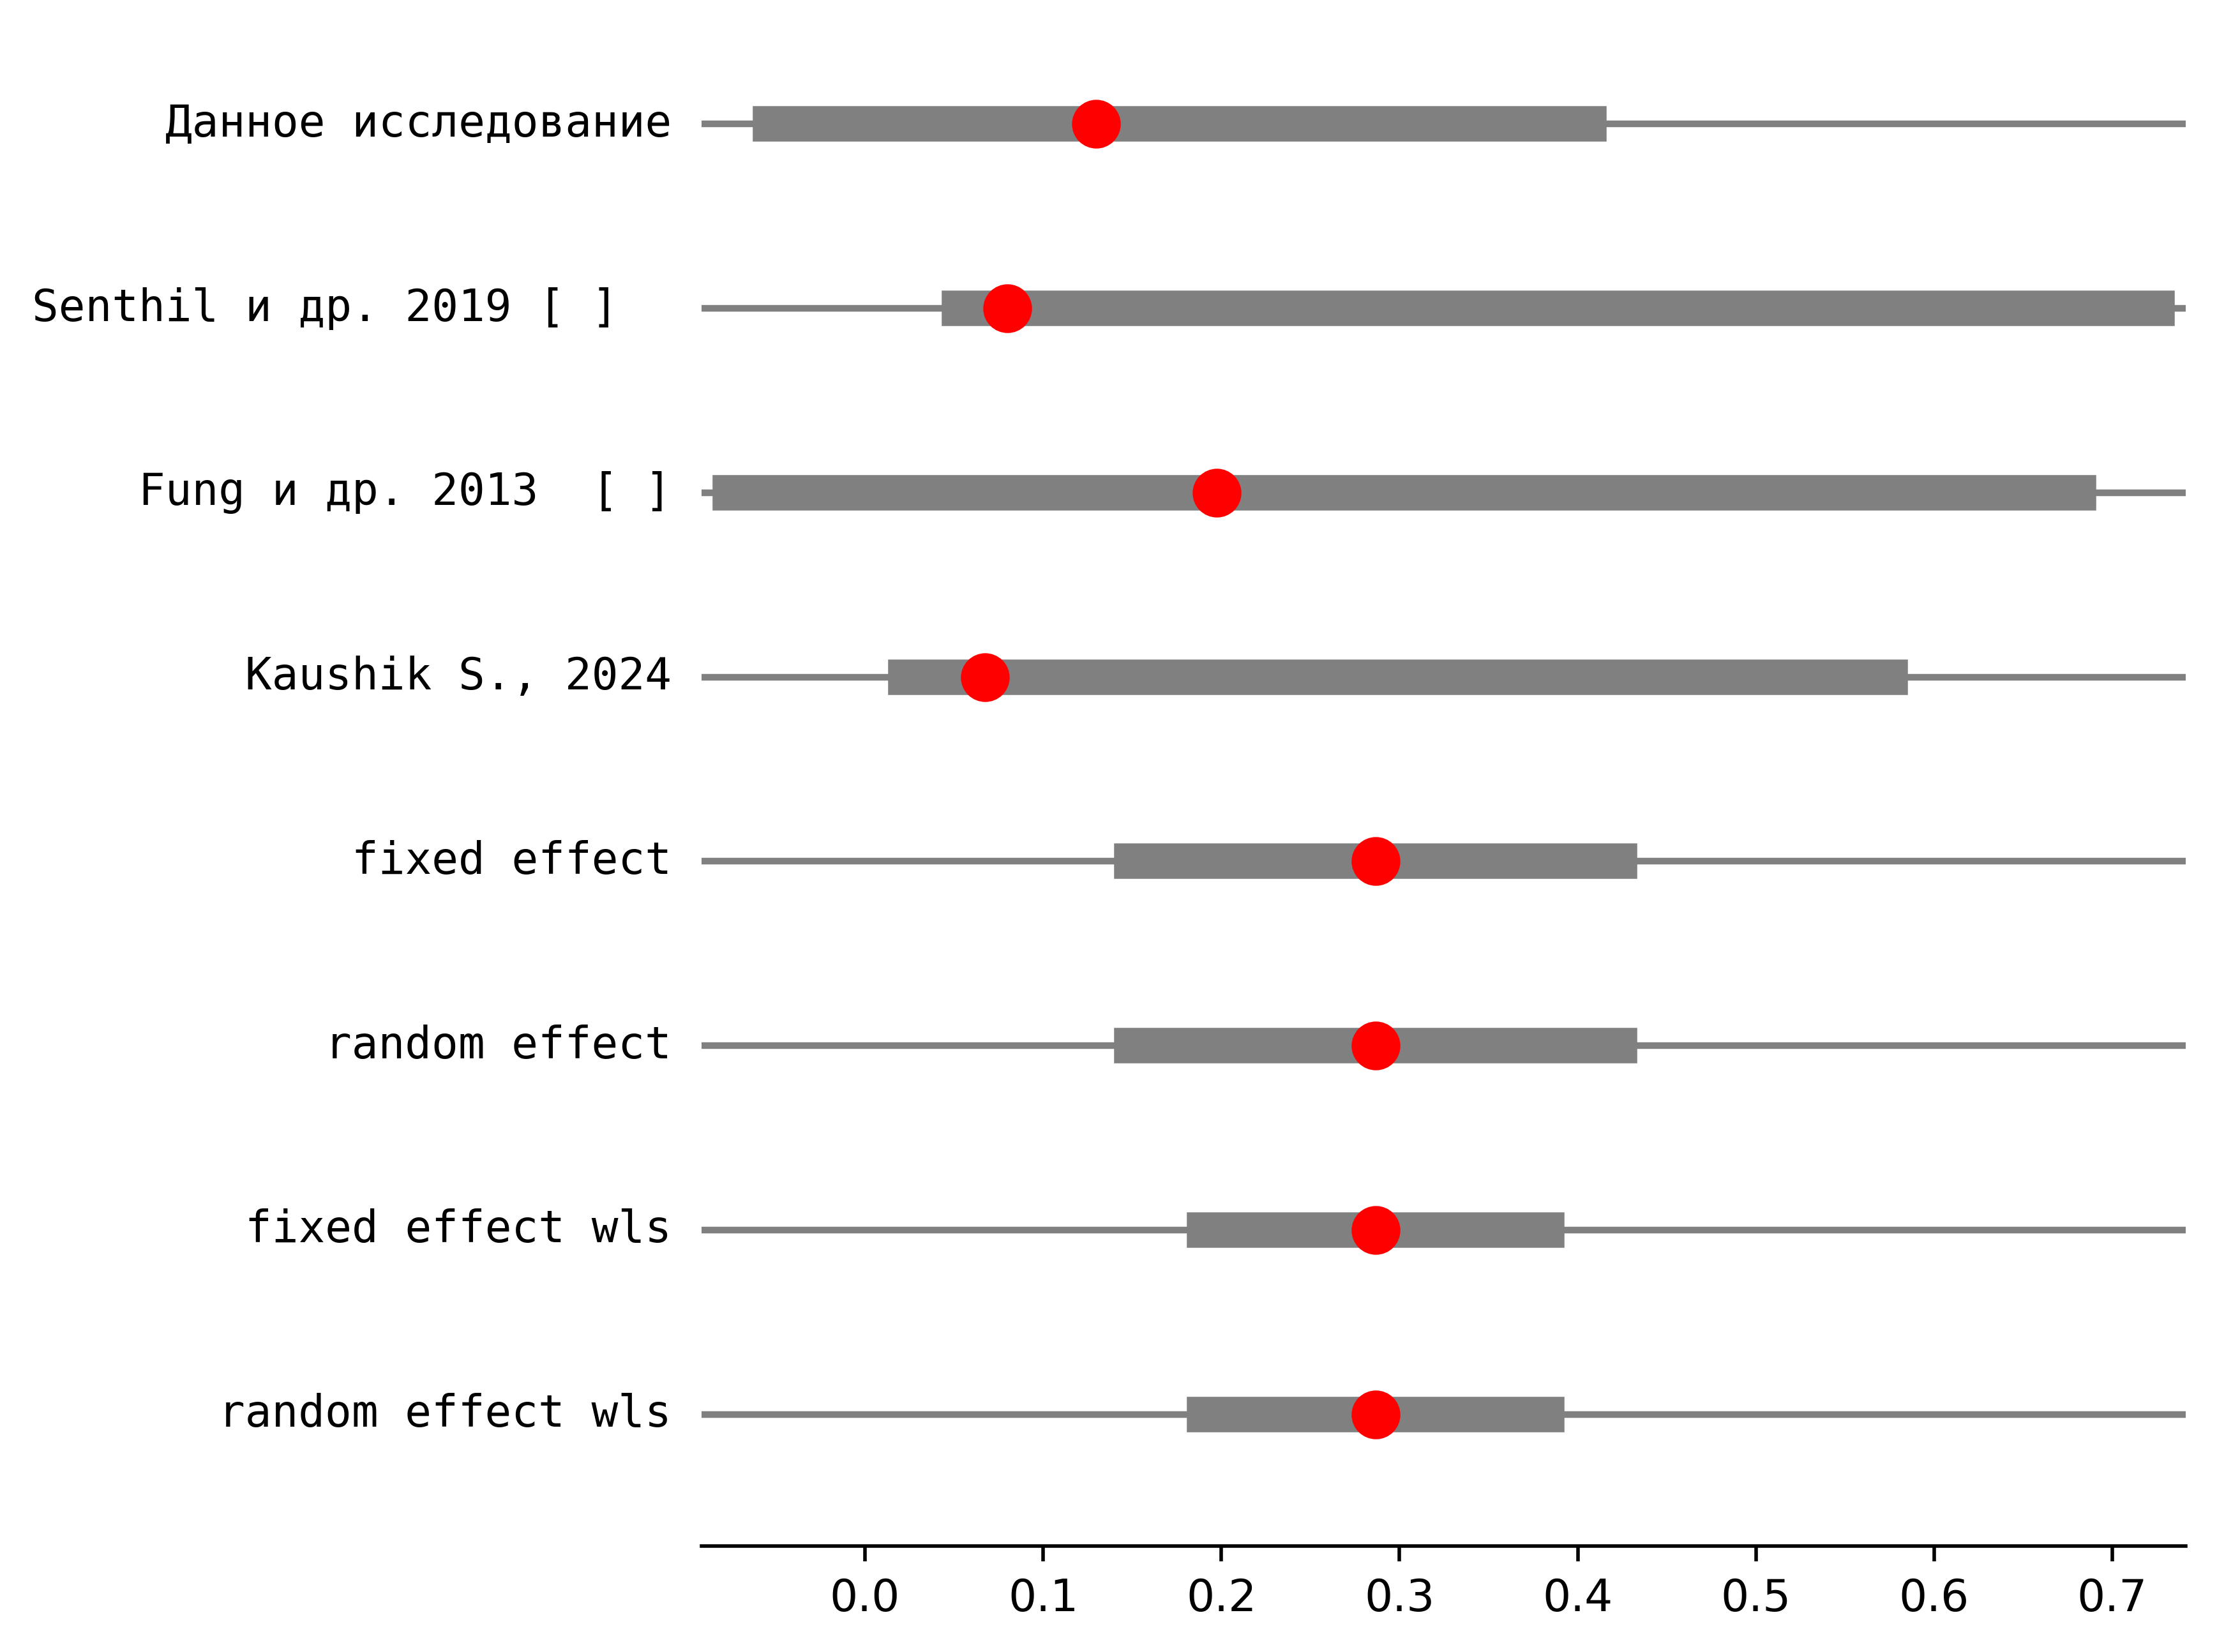 Данное исследование
Senthil и др. 2019 [ ]
Fung и др. 2013  [ ]
Kaushik S., 2024
fixed effect
random effect
fixed effect wls
random effect wls
0.0 0.1 0.2 0.3 0.4 0.5 0.6 0.7